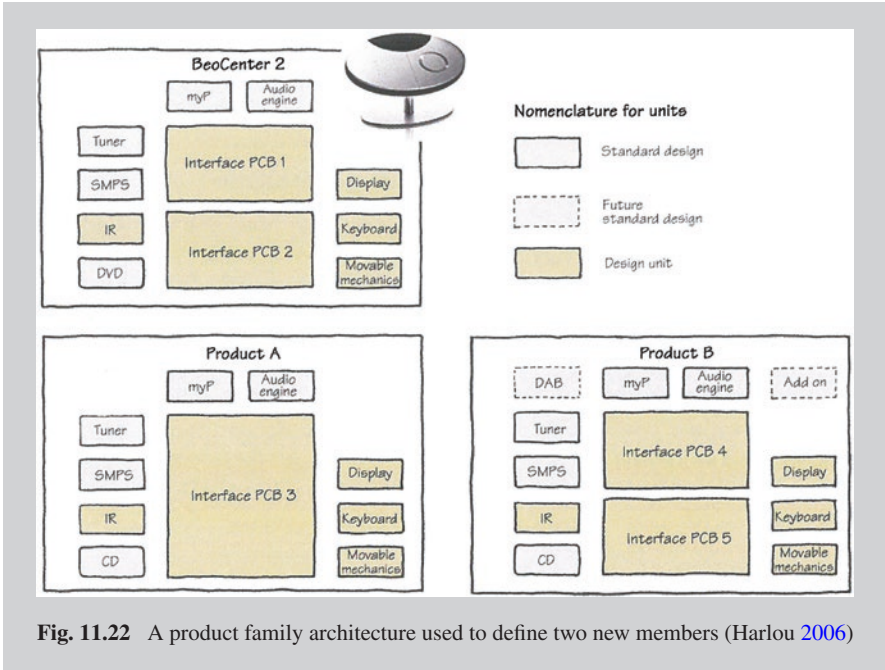 BeoCenter 2
myP
Audio
engine
Tuner
Interface PCB 1
SMPS
Display
IR
Interface PCB 2
Keyboard
DVD
Movable
mechanics
Nomenclature for units
Standard design
Future
standard design
Design unit
Product A
myP
Audio
engine
Tuner
SMPS
Interface PCB 3
Display
IR
Keyboard
CD
Movable
mechanics
Product B
DAB
myP
Audio
engine
Add on
Tuner
Interface PCB 4
SMPS
Display
IR
Interface PCB 5
Keyboard
CD
Movable
mechanics
Fig. 11.22 A product family architecture used to define two new members (Harlou 2006)